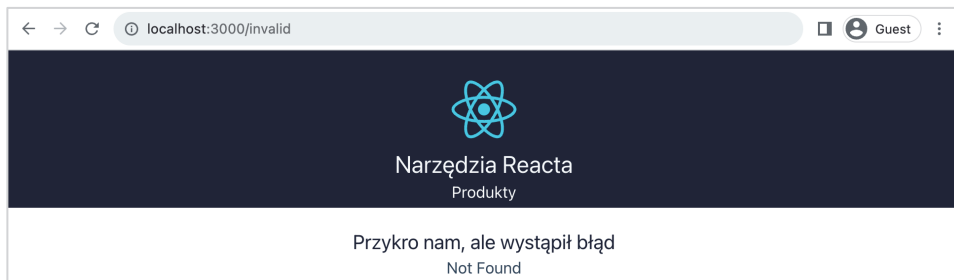 localhost:3000/invalid
Guest
Narzędzia Reacta
Produkty
Przykro nam, ale wystąpił błąd
Not Found